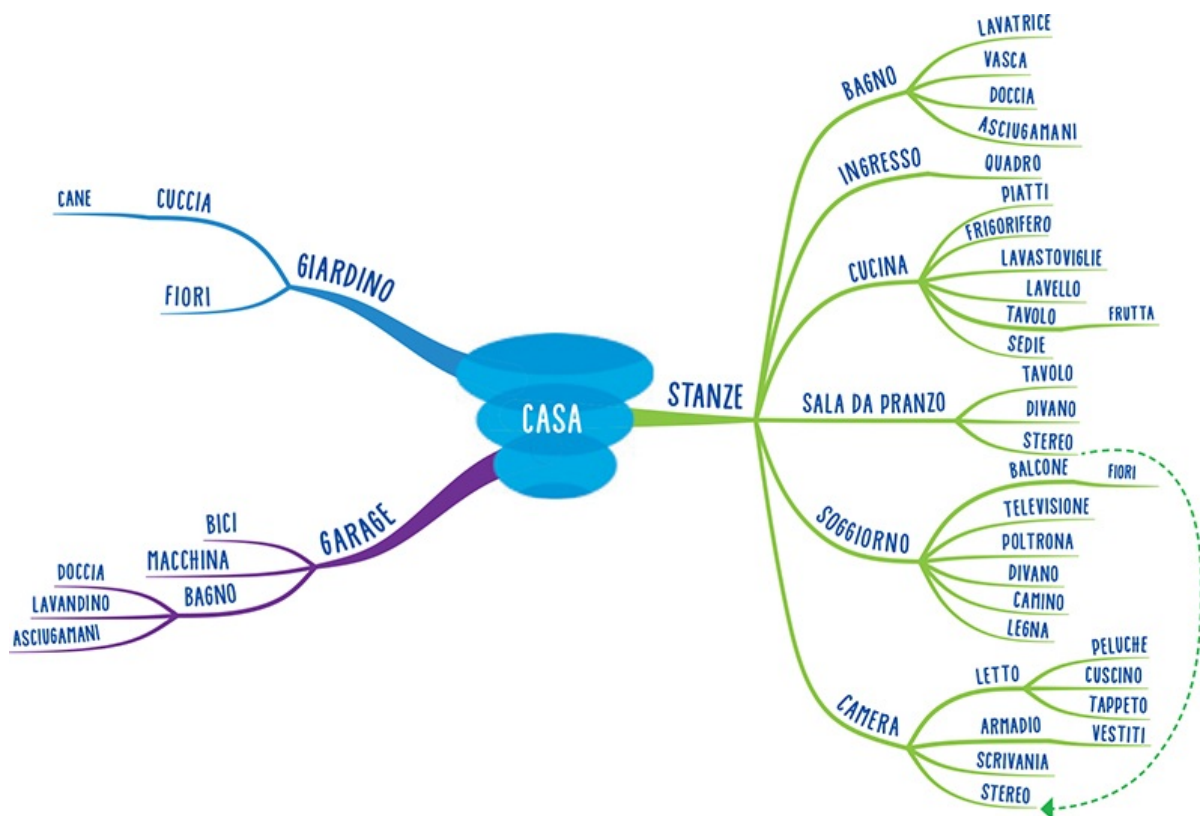 CASA
GIARDINO
CUCCIA
CANE
FIORI
GARAGE
BICI
MACCHINA
BAGNO
DOCCIA
LAVANDINO
ASCIUGAMANI
STANZE
BAGNO
LAVATRICE
VASCA
DOCCIA
ASCIUGAMANI
INGRESSO
QUADRO
CUCINA
PIATTI
FRIGORIFERO
LAVASTOVIGLIE
LAVELLO
TAVOLO
FRUTTA
SEDIE
SALA DA PRANZO
TAVOLO
DIVANO
STEREO
SOGGIORNO
BALCONE
FIORI
TELEVISIONE
POLTRONA
DIVANO
CAMINO
LEGNA
CAMERA
LETTO
PELUCHE
CUSCINO
TAPPETO
ARMADIO
VESTITI
SCRIVANIA
STEREO